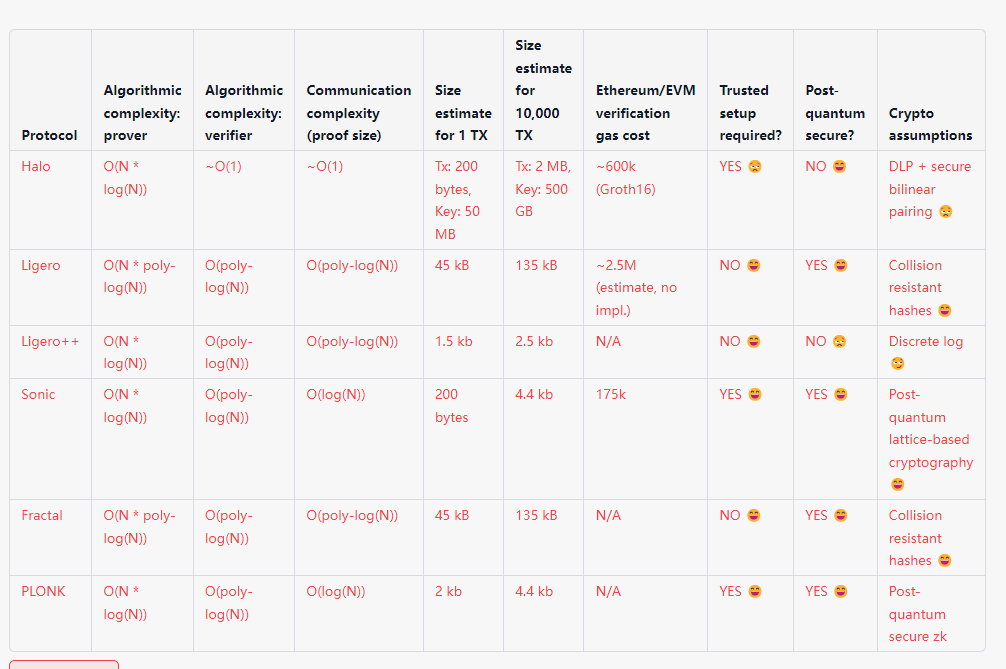 Protocol
Algorithmic
complexity:
prover
Algorithmic
complexity:
verifier
Communication
complexity
(proof size)
Size
estimate
for 1 TX
Size
estimate
for
10,000
TX
Ethereum/EVM
verification
gas cost
Trusted
setup
required?
Post-
quantum
secure?
Crypto
assumptions
Halo
O(N *
log(N))
~O(1)
~O(1)
Tx: 200
bytes,
Key: 50
MB
Tx: 2 MB,
Key: 500
GB
~600k
(Groth16)
YES 😥
NO 😄
DLP + secure
bilinear
pairing 😥
Ligero
O(N * poly-
log(N))
O(poly-
log(N))
O(poly-log(N))
45 kB
135 kB
~2.5M
(estimate, no
impl.)
NO 😄
YES 😄
Collision
resistant
hashes 😄
Ligero++
O(N *
log(N))
O(poly-
log(N))
O(poly-log(N))
1.5 kb
2.5 kb
N/A
NO 😄
NO 😥
Discrete log
😏
Sonic
O(N *
log(N))
O(poly-
log(N))
O(log(N))
200
bytes
4.4 kb
175k
YES 😄
YES 😄
Post-
quantum
lattice-based
cryptography
😄
Fractal
O(N * poly-
log(N))
O(poly-
log(N))
O(poly-log(N))
45 kB
135 kB
N/A
NO 😄
YES 😄
Collision
resistant
hashes 😄
PLONK
O(N *
log(N))
O(poly-
log(N))
O(log(N))
2 kb
4.4 kb
N/A
YES 😄
YES 😄
Post-
quantum
secure zk